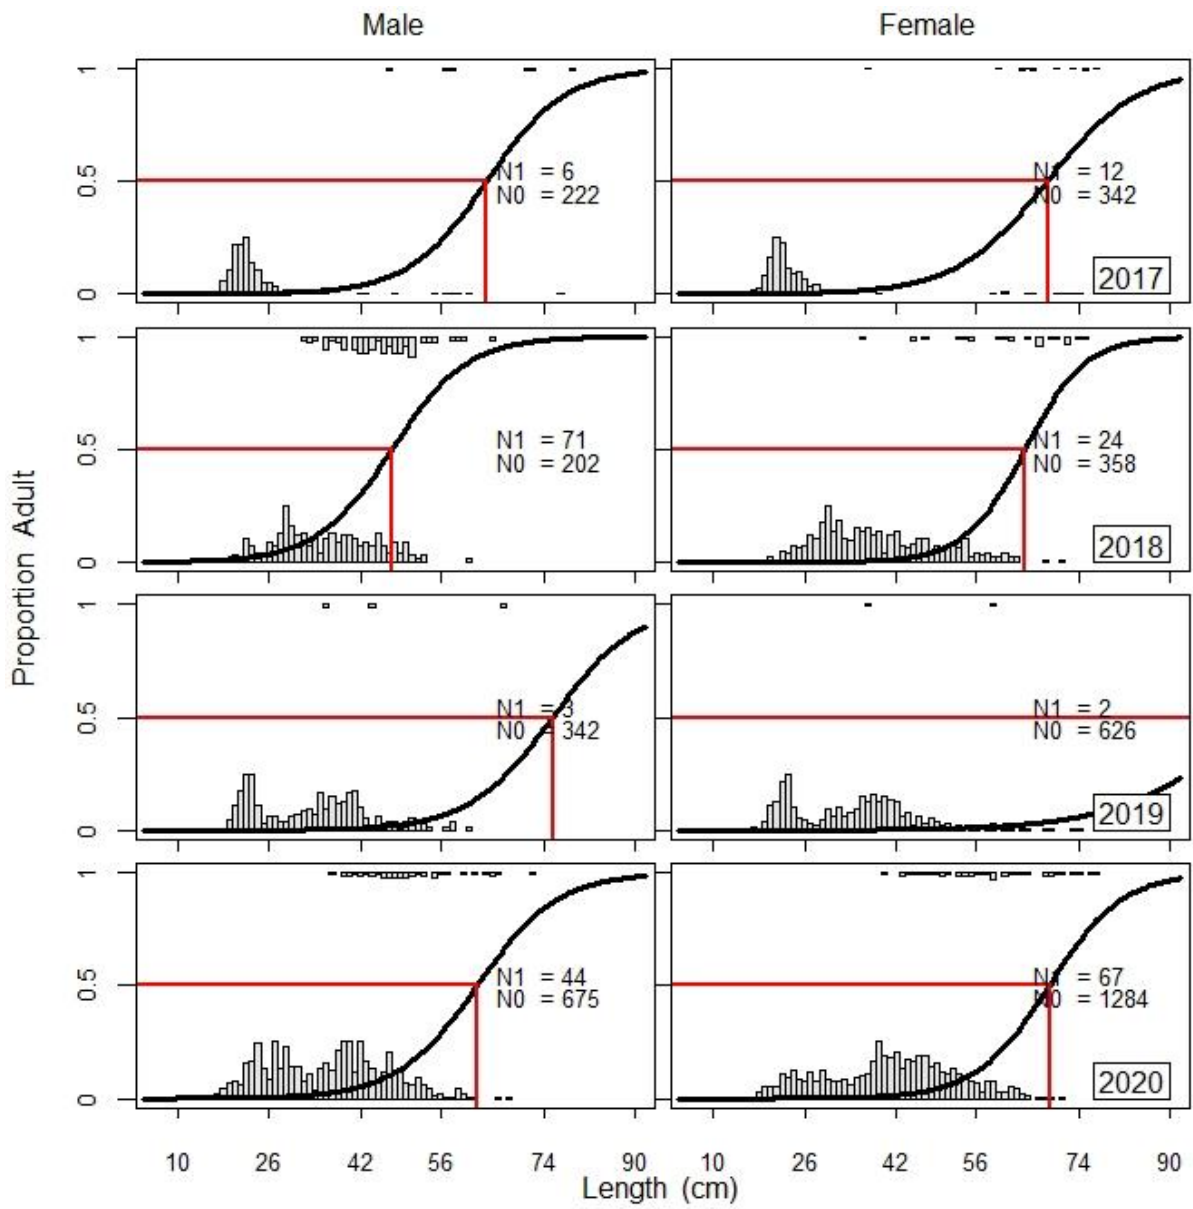 Male Female
Proportion Adult
1
0.5
0
N1 = 6
N0 = 222
N1 = 12
N0 = 342
2017
1
0.5
0
N1 = 71
N0 = 202
N1 = 24
N0 = 358
2018
1
0.5
0
N1 = 3
N0 = 342
N1 = 2
N0 = 626
2019
1
0.5
0
N1 = 44
N0 = 675
N1 = 67
N0 = 1284
2020
10 26 42 56 74 90 10 26 42 56 74 90
Length (cm)